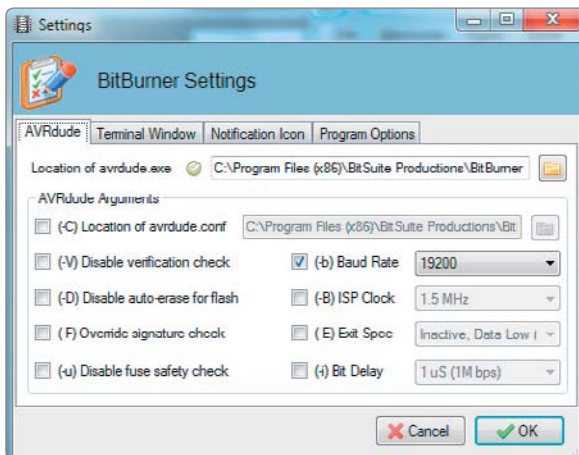 Settings
BitBurner Settings
AVRdude Terminal Window Notification Icon Program Options
Location of avrdude.exe C:\Program Files (x86)\BitSuite Productions\BitBurner
AVRdude Arguments
(-C) Location of avrdude.conf C:\Program Files (x86)\BitSuite Productions\Bit
(-V) Disable verification check (-b) Baud Rate 19200
(-D) Disable auto-erase for flash (-B) ISP Clock 1.5 MHz
(-F) Override signature check (-E) Exit Spec Inactive, Data Low (
(-u) Disable fuse safety check (-i) Bit Delay 1 uS (1M bps)
Cancel OK